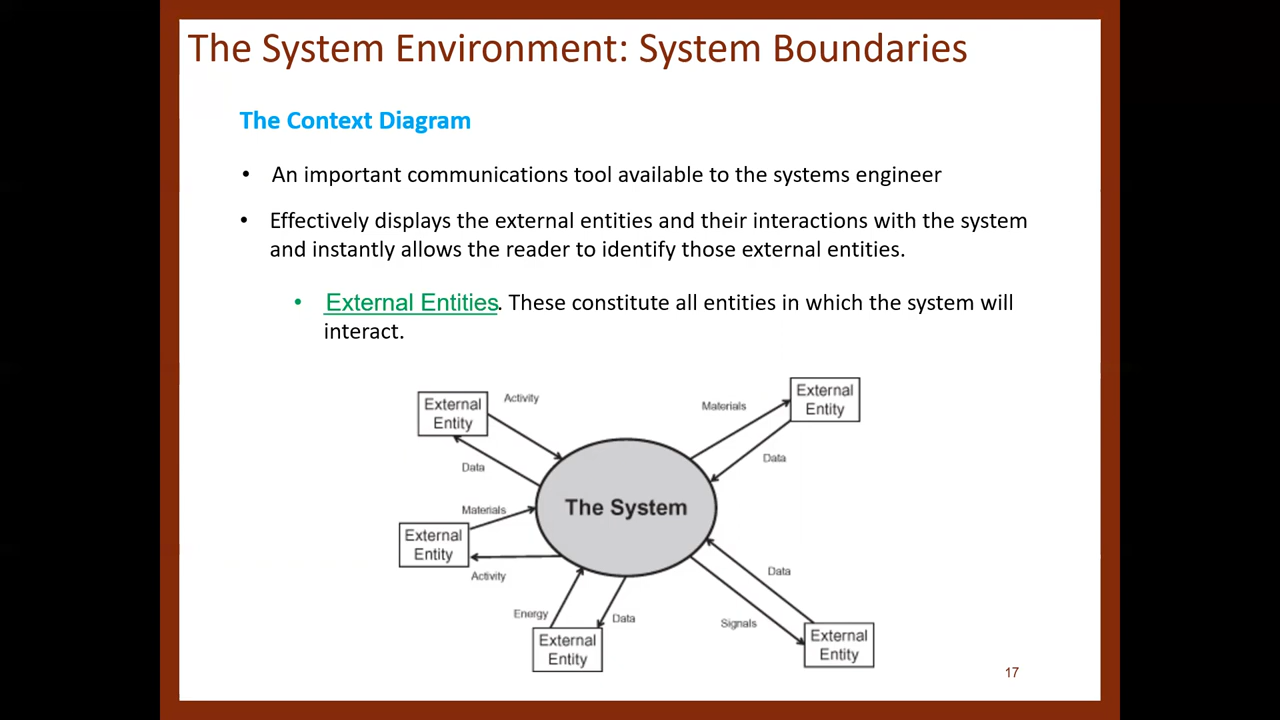 The System Environment: System Boundaries
The Context Diagram
• An important communications tool available to the systems engineer
• Effectively displays the external entities and their interactions with the system
and instantly allows the reader to identify those external entities.
• External Entities. These constitute all entities in which the system will
interact.
External
Entity
Activity
Data
Materials
External
Entity
Data
The System
Materials
External
Entity
Activity
Energy
Data
External
Entity
Data
Signals
External
Entity
17